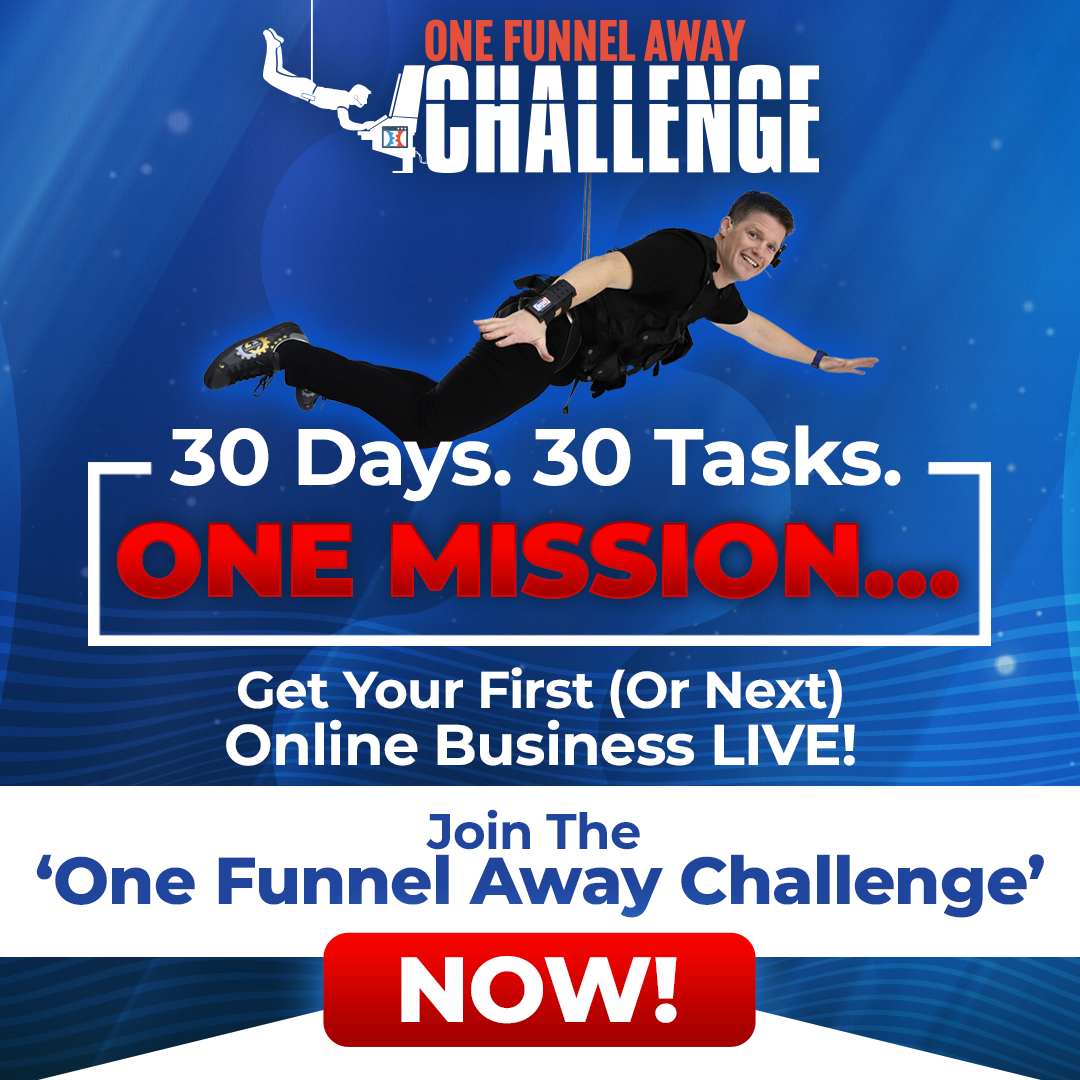 ONE FUNNEL AWAY
CHALLENGE
30 Days. 30 Tasks.
ONE MISSION...
Get Your First (Or Next)
Online Business LIVE!
Join The
‘One Funnel Away Challenge’
NOW!